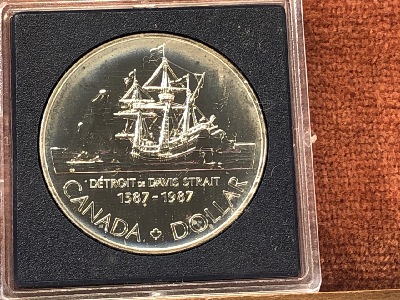 DÉTROIT DE DAVIS STRAIT
1587-1987
CANADA DOLLAR